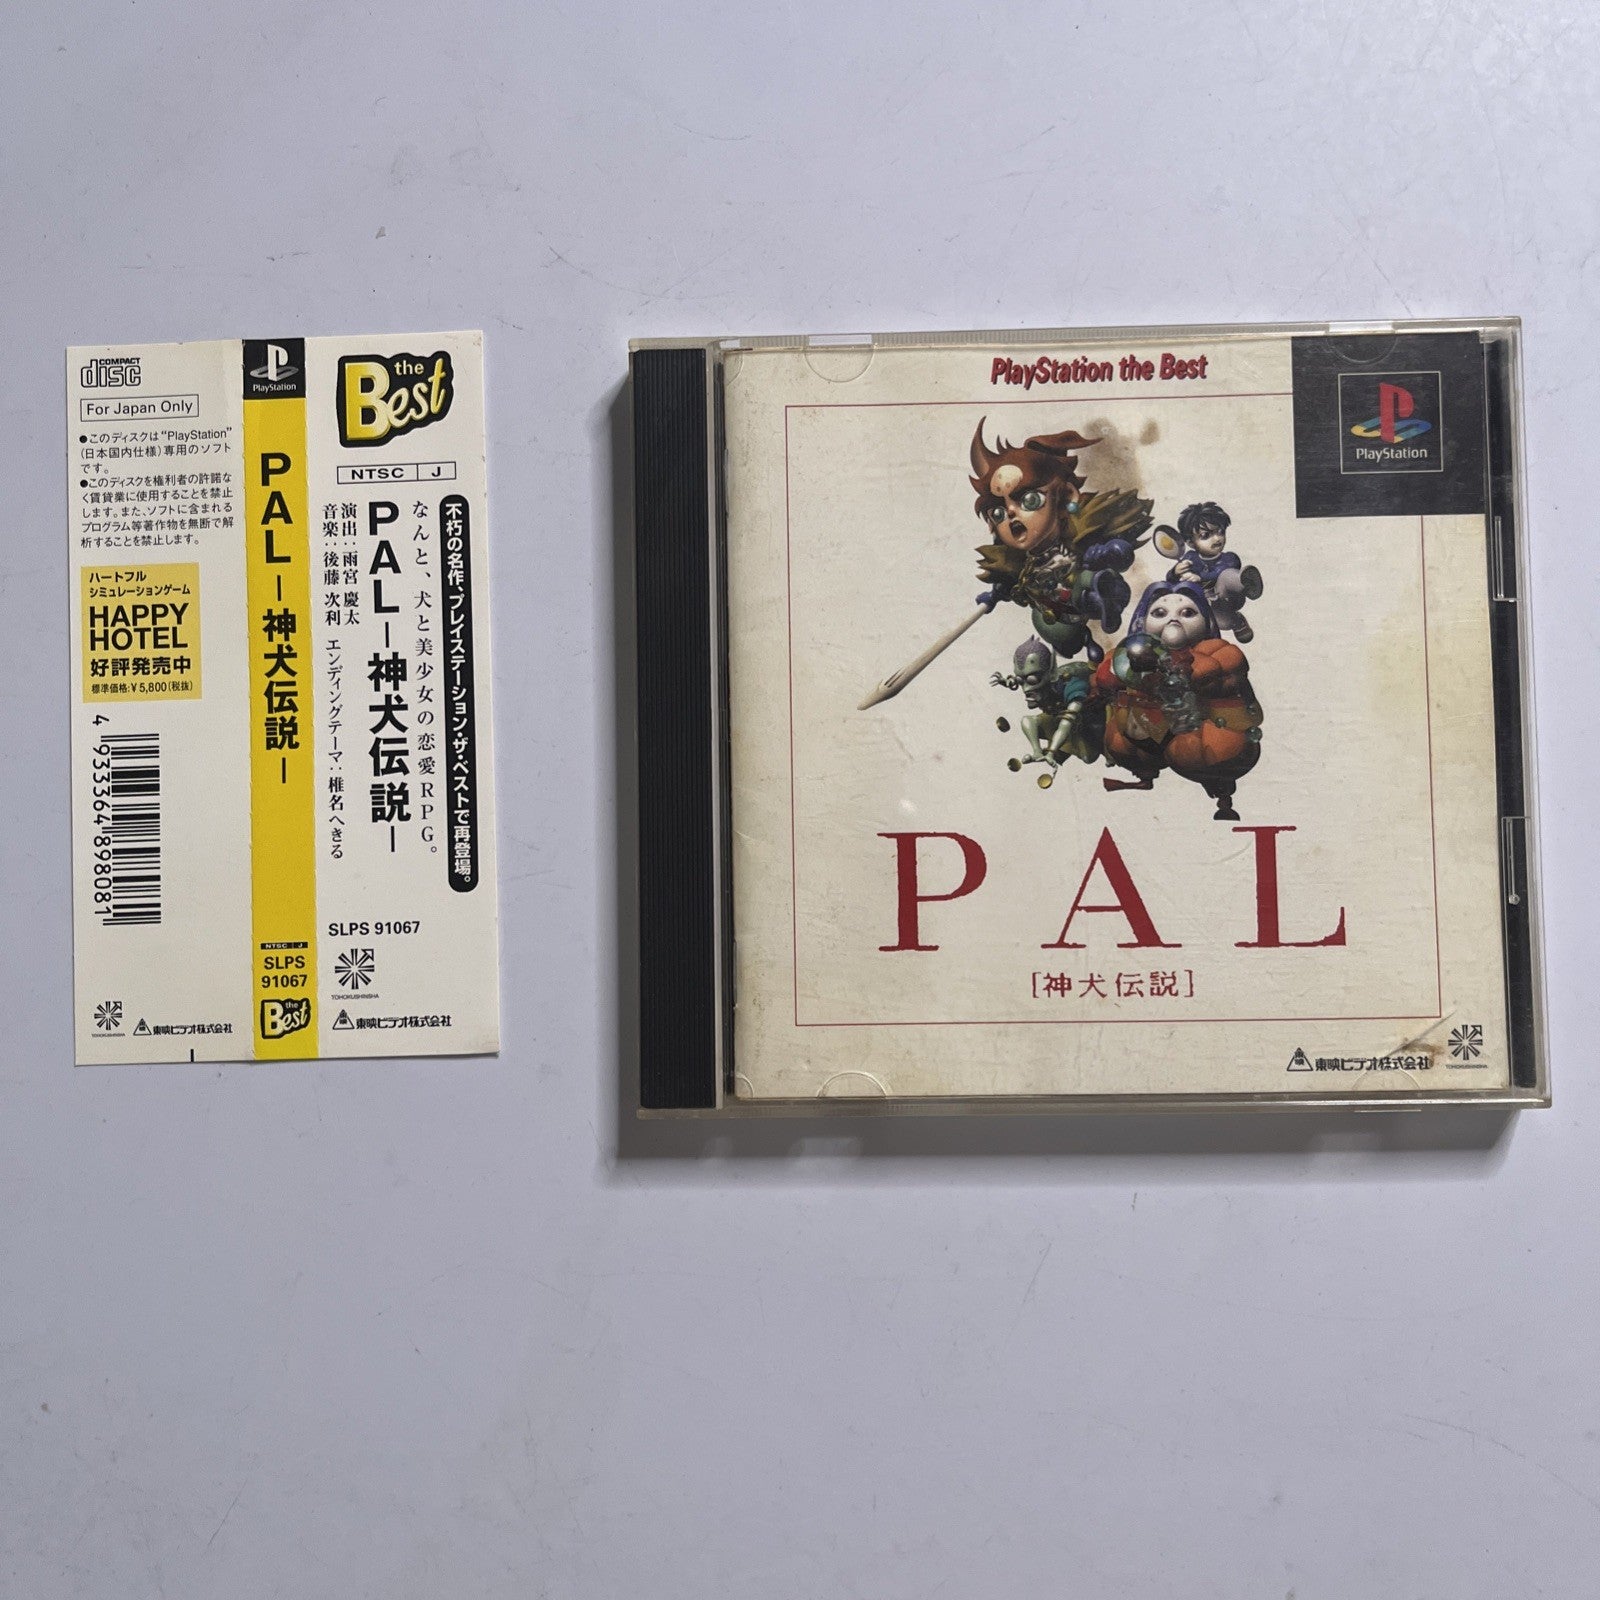 COMPACT
disc
For Japan Only
●このディスクは“PlayStation”
(日本国内仕様)専用のソフト
です。
●このディスクを権利者の許諾な
く賃貸業に使用することを禁止
します。また、ソフトに含まれる
プログラム等著作物を無断で解
析することを禁止します。
ハートフル
シミュレーションゲーム
HAPPY
HOTEL
好評発売中
標準価格:¥5,800(税抜)
4 933364 898081
TOHOKUSHINSHA
東映ビデオ株式会社
PlayStation
PAL―神犬伝説―
NTSC J
SLPS
91067
the
Best
the
Best
NTSC J
不朽の名作、プレイステーション・ザ・ベストで再登場。
なんと、犬と美少女の恋愛RPG。
PAL―神犬伝説―
演出:雨宮 慶太
音楽:後藤 次利 エンディングテーマ:椎名へきる
SLPS 91067
TOHOKUSHINSHA
東映ビデオ株式会社
PlayStation the Best
PlayStation
PAL
[神犬伝説]
東映ビデオ株式会社
TOHOKUSHINSHA